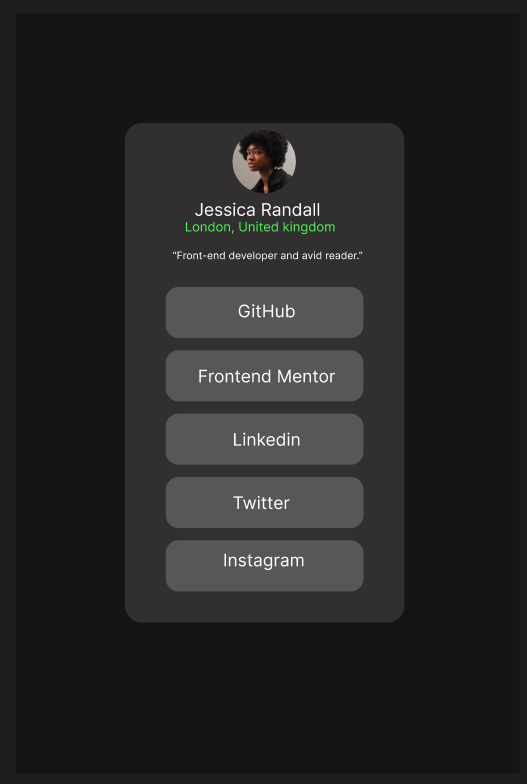 Jessica Randall
London, United kingdom
“Front-end developer and avid reader.”
GitHub
Frontend Mentor
Linkedin
Twitter
Instagram